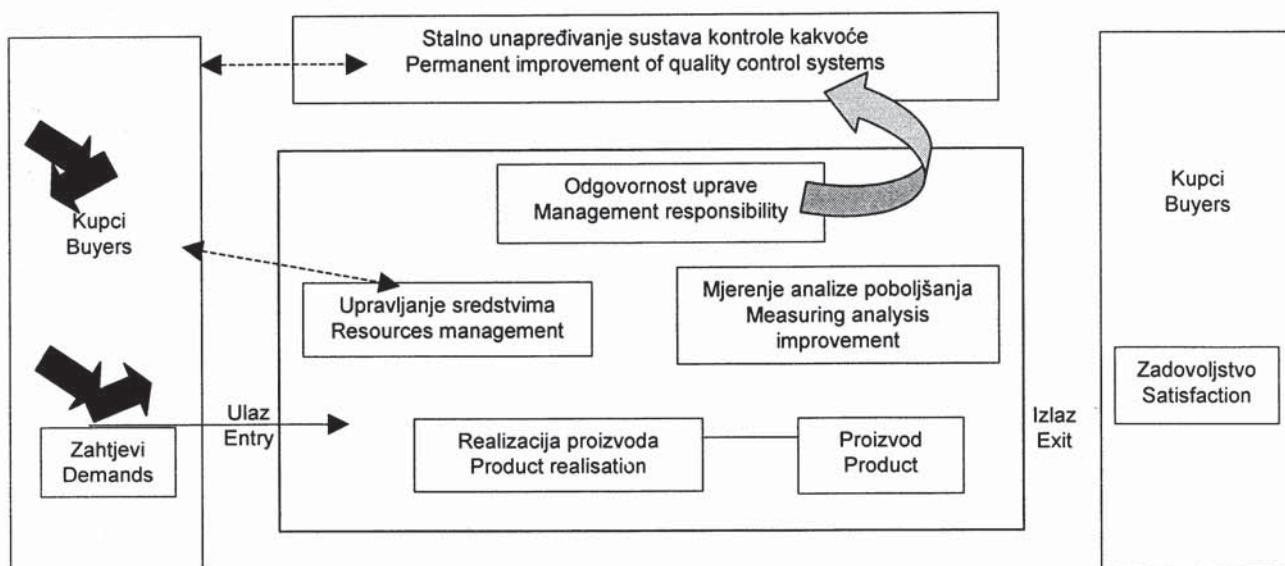 Stalno unapređivanje sustava kontrole kakvoće
Permanent improvement of quality control systems
Kupci
Buyers
Odgovornost uprave
Management responsibility
Kupci
Buyers
Upravljanje sredstvima
Resources management
Mjerenje analize poboljšanja
Measuring analysis
improvement
Zadovoljstvo
Satisfaction
Ulaz
Entry
Izlaz
Exit
Zahtjevi
Demands
Realizacija proizvoda
Product realisation
Proizvod
Product